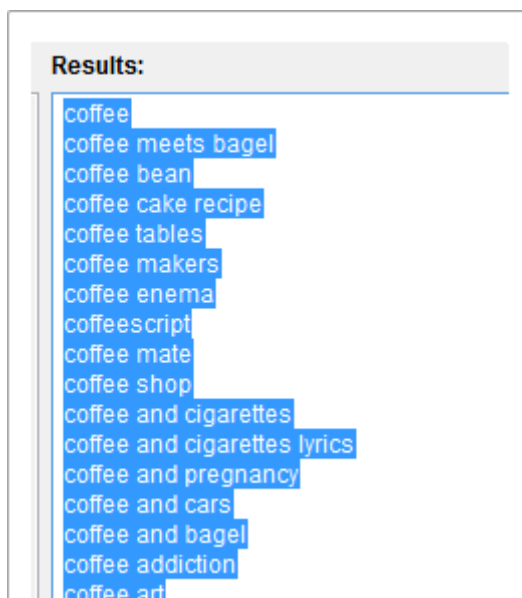 Results:
coffee
coffee meets bagel
coffee bean
coffee cake recipe
coffee tables
coffee makers
coffee enema
coffeescript
coffee mate
coffee shop
coffee and cigarettes
coffee and cigarettes lyrics
coffee and pregnancy
coffee and cars
coffee and bagel
coffee addiction
coffee art